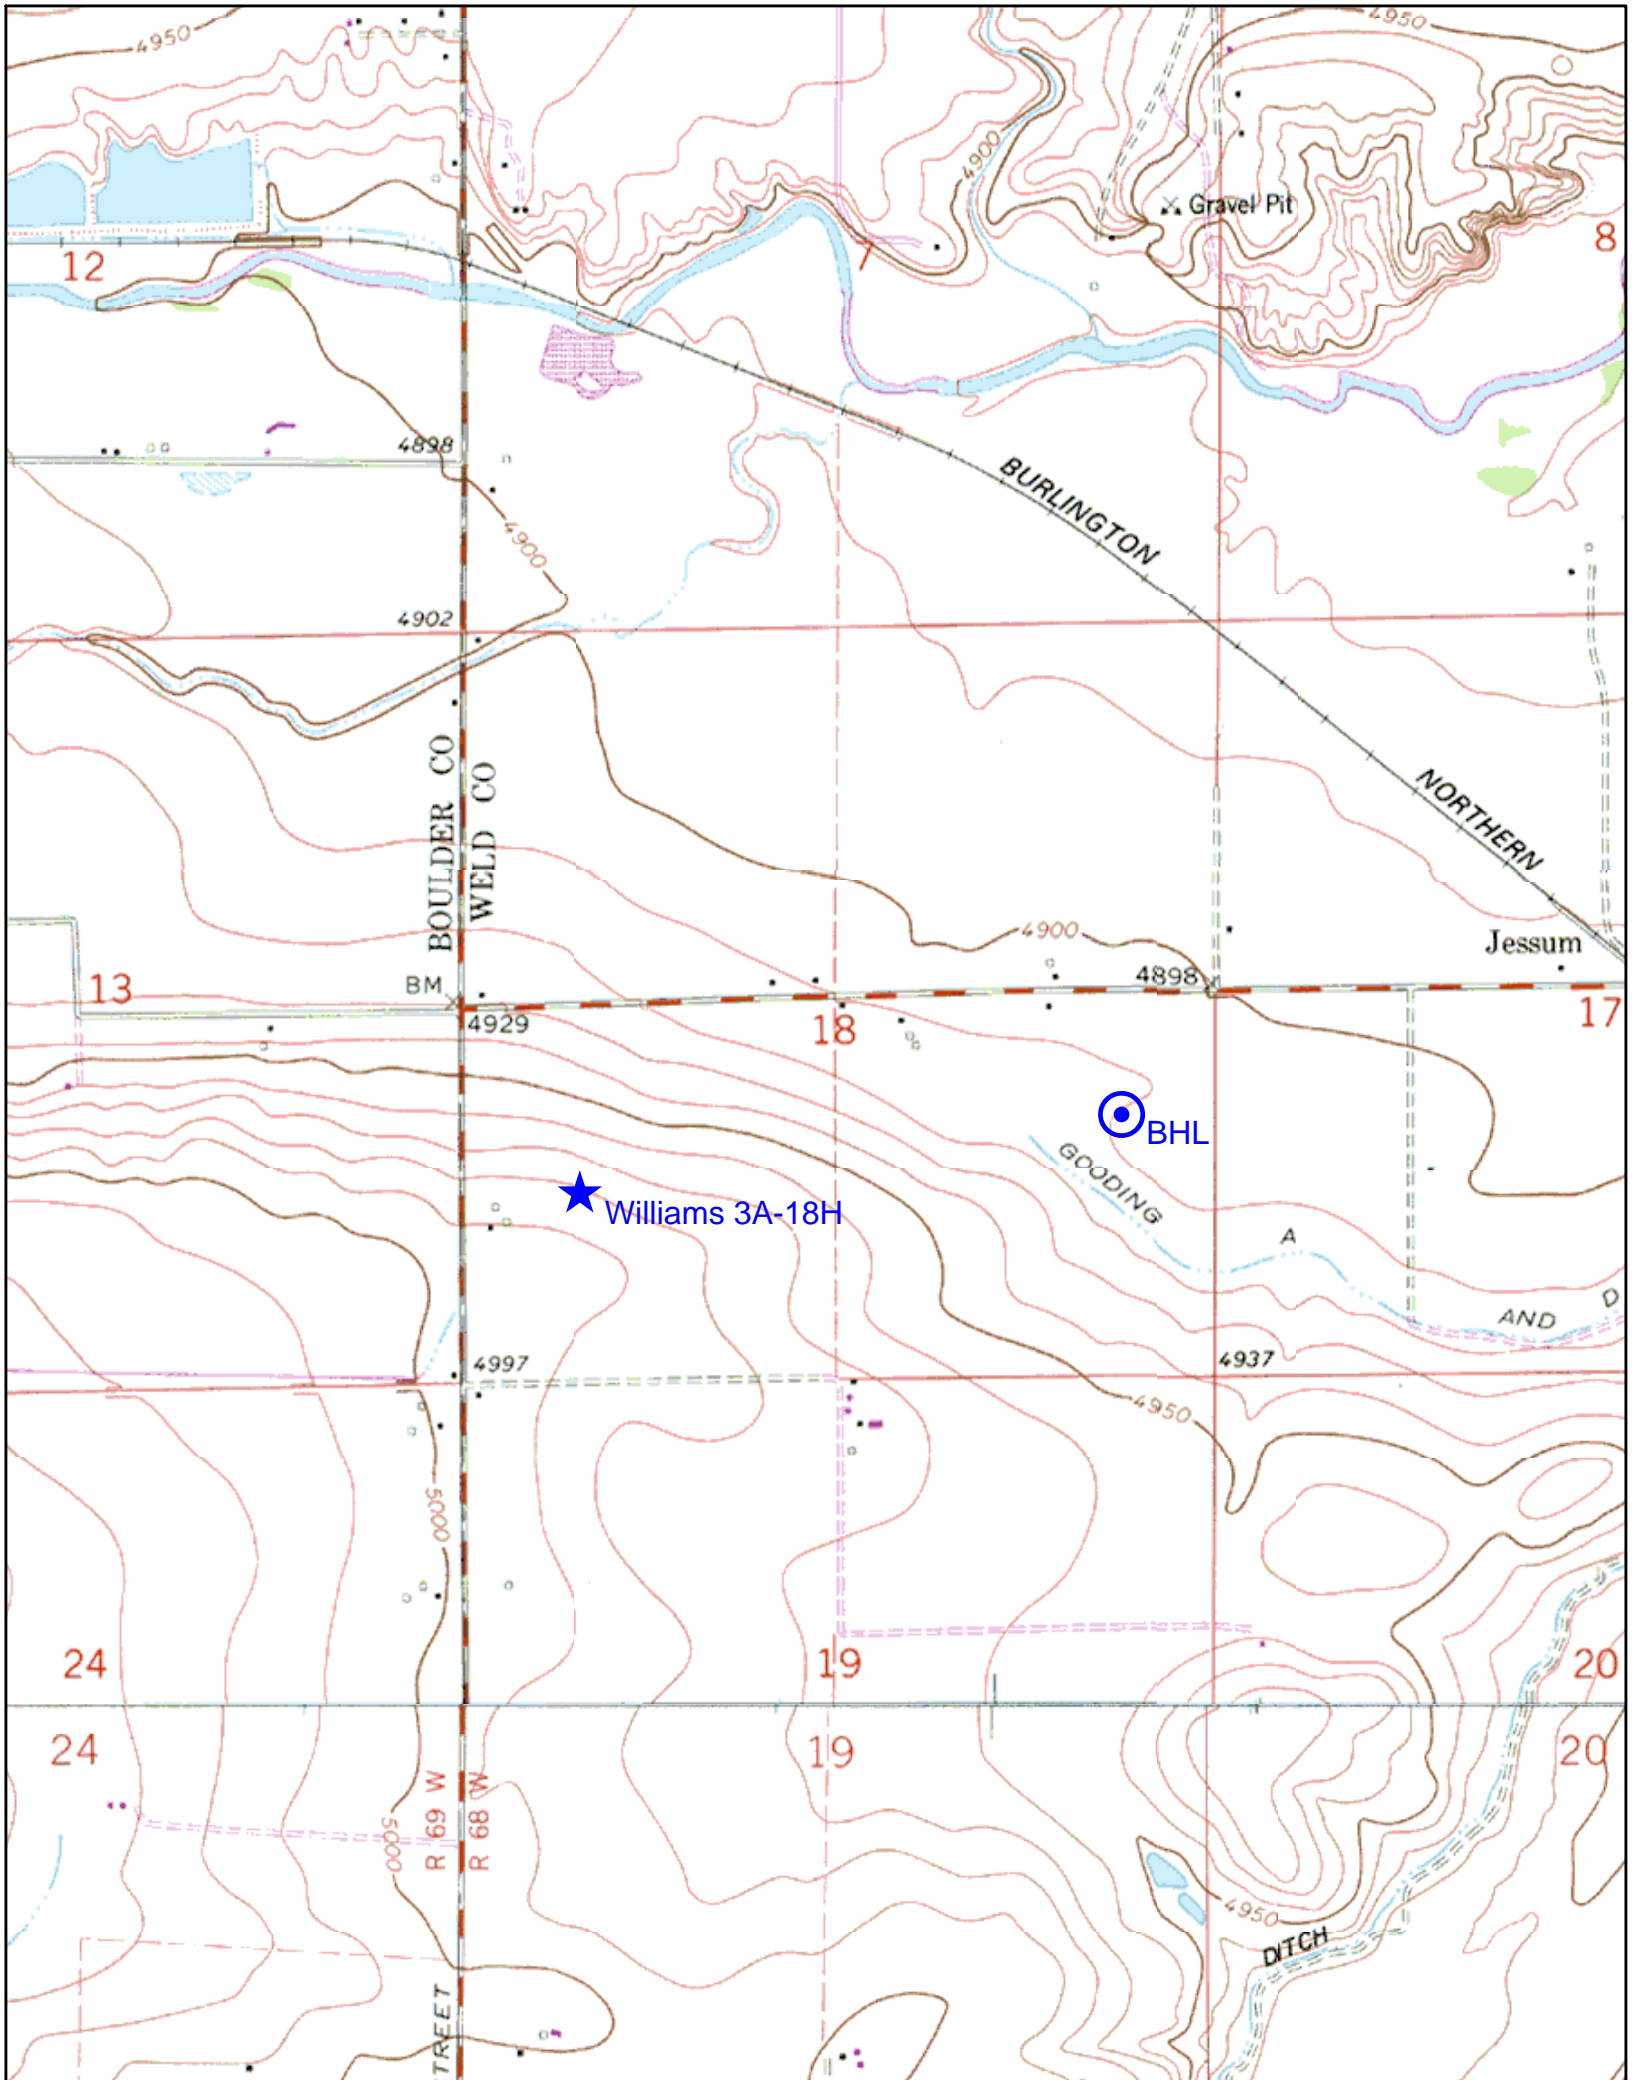 4950
4950
4900
Gravel Pit
12
7
8
4898
BURLINGTON
4900
4902
NORTHERN
BOULDER CO
WELD CO
4900
Jessum
13
BM
4898
4929
18
17
BHL
GOODING
Williams 3A-18H
A
AND
D
4997
4937
4950
5000
24
19
20
24
19
20
R 69 W
R 68 W
5000
4950
DITCH
TREET